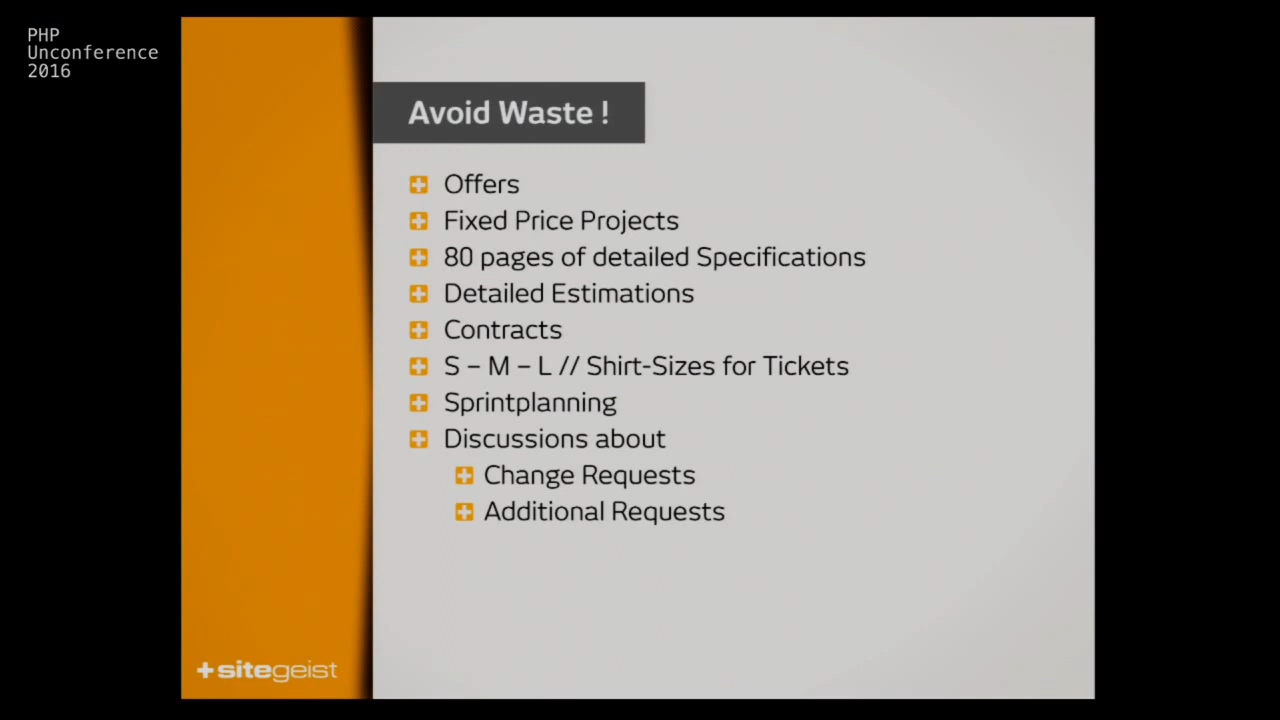 PHP
Unconference
2016
Avoid Waste !
Offers
Fixed Price Projects
80 pages of detailed Specifications
Detailed Estimations
Contracts
S – M – L // Shirt-Sizes for Tickets
Sprintplanning
Discussions about
Change Requests
Additional Requests
+sitegeist